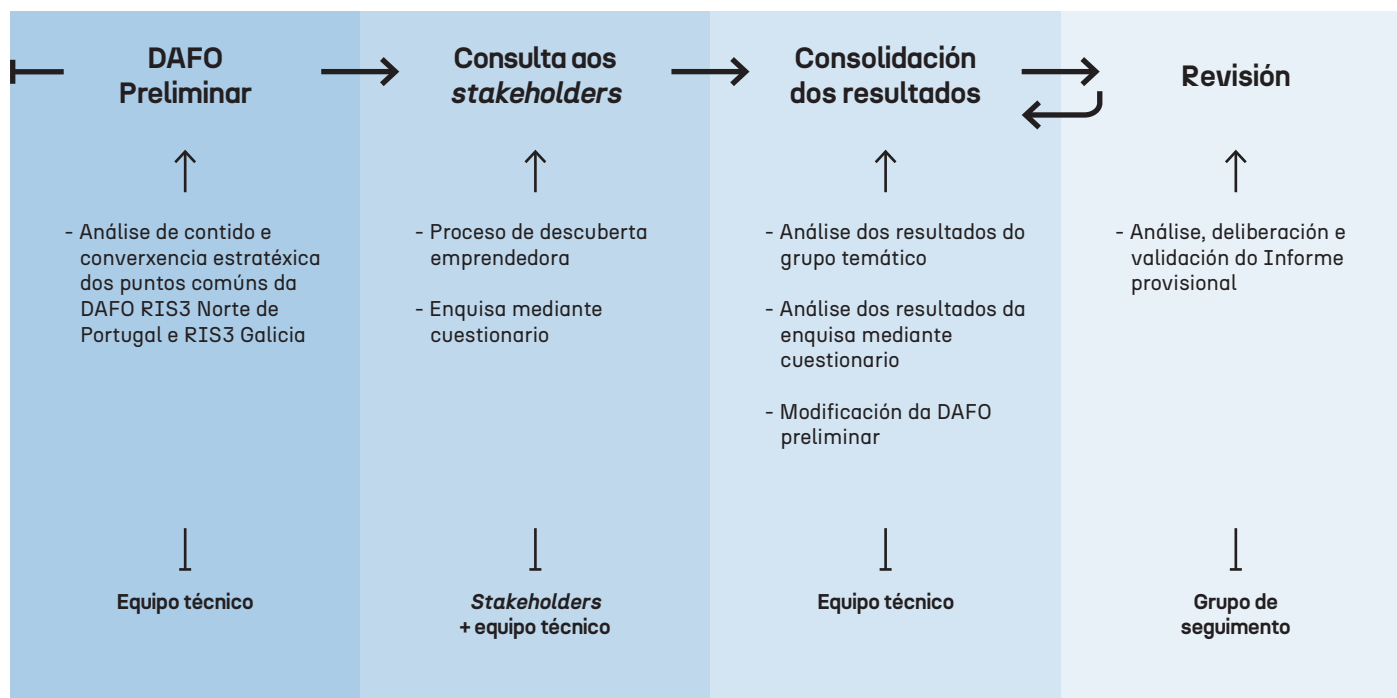 DAFO
Preliminar
- Análise de contido e
converxencia estratéxica
dos puntos comúns da
DAFO RIS3 Norte de
Portugal e RIS3 Galicia
Equipo técnico
Consulta aos
stakeholders
- Proceso de descuberta
emprendedora
- Enquisa mediante
cuestionario
Stakeholders
+ equipo técnico
Consolidación
dos resultados
- Análise dos resultados do
grupo temático
- Análise dos resultados da
enquisa mediante
cuestionario
- Modificación da DAFO
preliminar
Equipo técnico
Revisión
- Análise, deliberación e
validación do Informe
provisional
Grupo de
seguimento